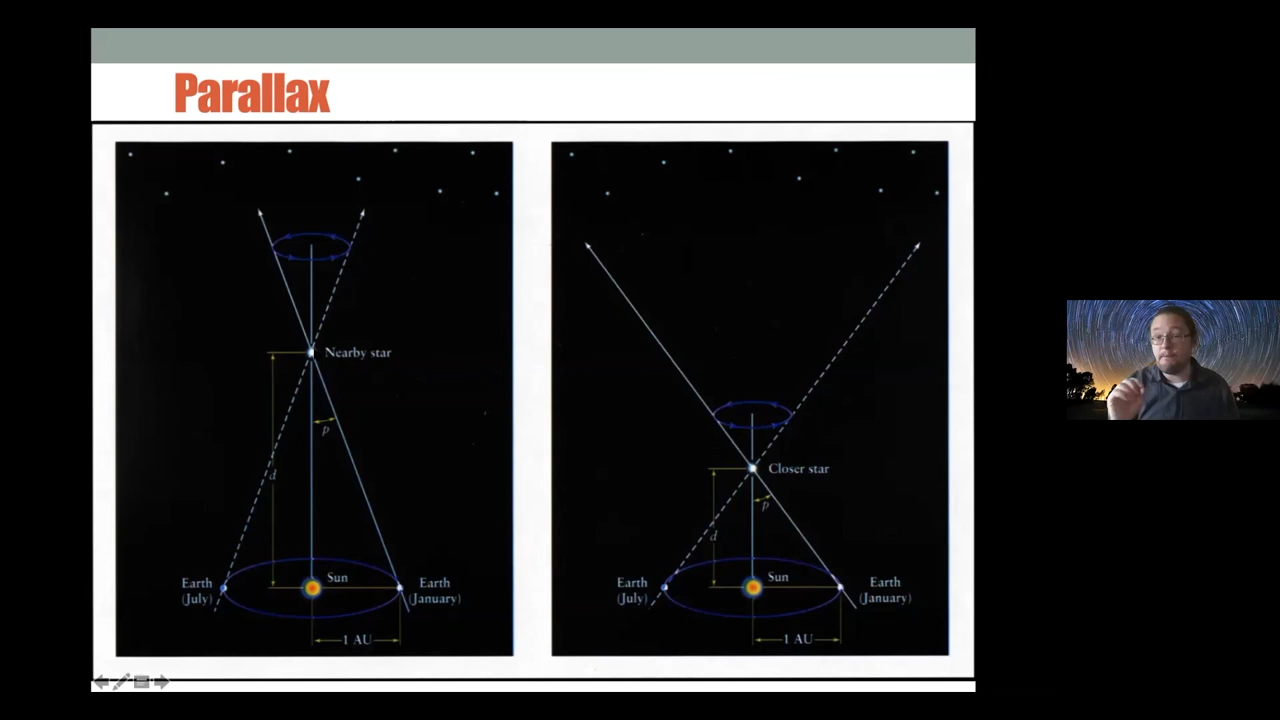 Parallax
Nearby star
p
d
Sun
Earth
(July)
Earth
(January)
1 AU
Closer star
p
d
Sun
Earth
(July)
Earth
(January)
1 AU